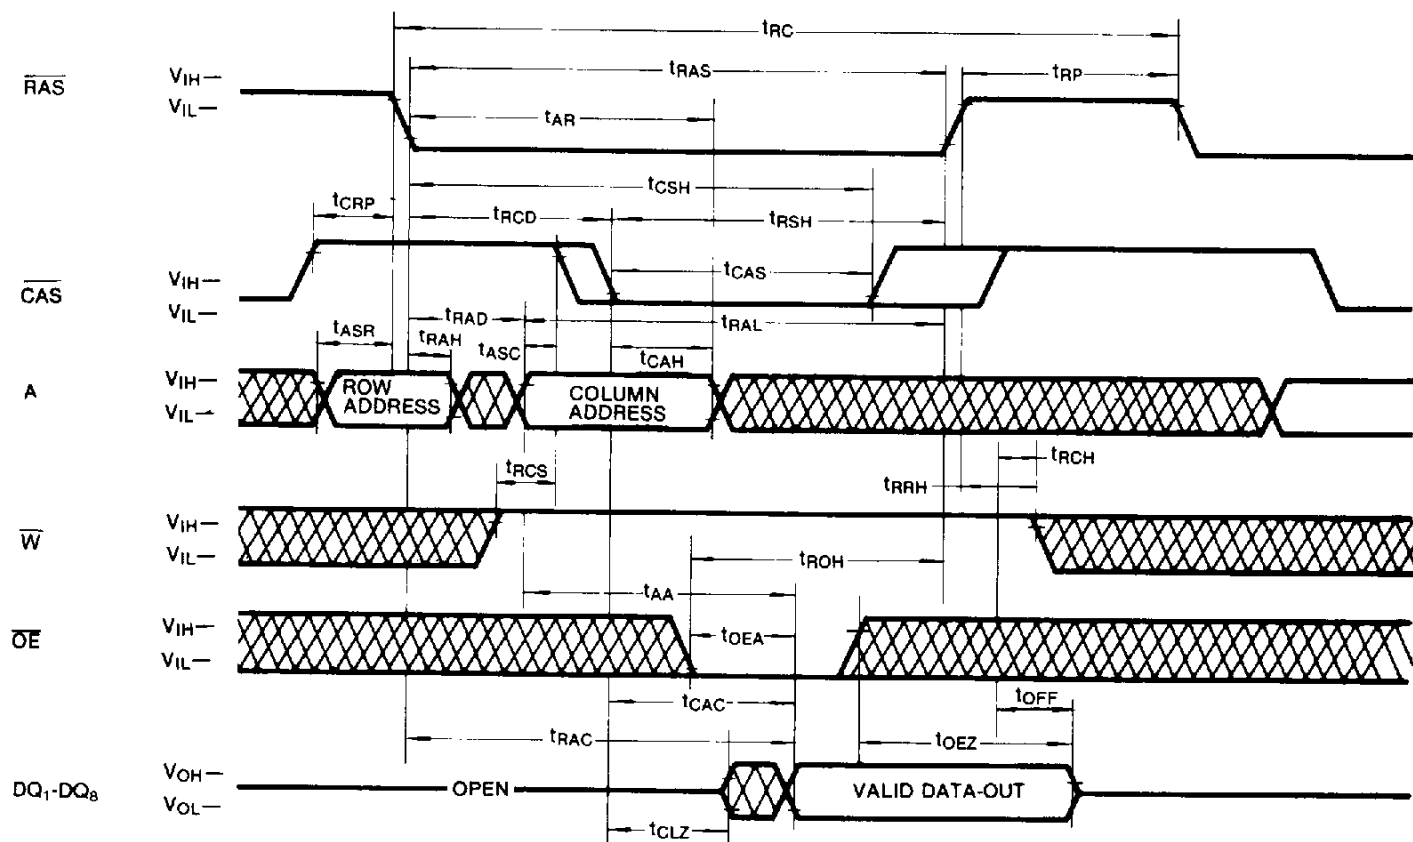 tRC
RAS
VIH
VIL
tRAS
tRP
tAR
tCSH
tCRP
tRCD
tRSH
CAS
VIH
VIL
tCAS
tRAD
tRAL
tASR
tRAH
tASC
tCAH
A
VIH
VIL
ROW
ADDRESS
COLUMN
ADDRESS
tRCH
tRCS
tRRH
W
VIH
VIL
tROH
tAA
OE
VIH
VIL
tOEA
tCAC
tOFF
tRAC
tOEZ
DQ1-DQ8
VOH
VOL
OPEN
VALID DATA-OUT
tCLZ